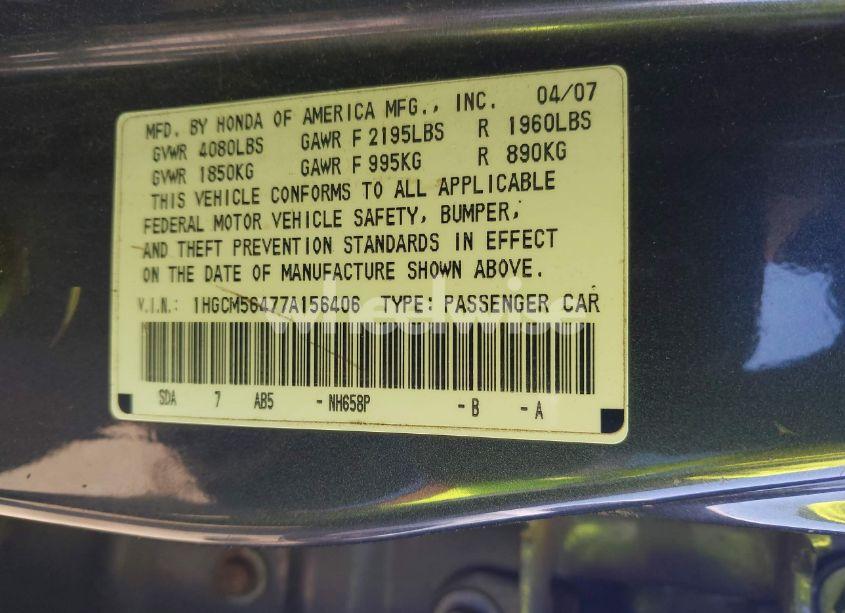 MFD. BY HONDA OF AMERICA MFG., INC. 04/07
GVWR 4080LBS GAWR F 2195LBS R 1960LBS
GVWR 1850KG GAWR F 995KG R 890KG
THIS VEHICLE CONFORMS TO ALL APPLICABLE
FEDERAL MOTOR VEHICLE SAFETY, BUMPER,
AND THEFT PREVENTION STANDARDS IN EFFECT
ON THE DATE OF MANUFACTURE SHOWN ABOVE.
V.I.N.: 1HGCM56477A156406 TYPE: PASSENGER CAR
wheelwise
SDA 7 AB5 - NH658P - B - A